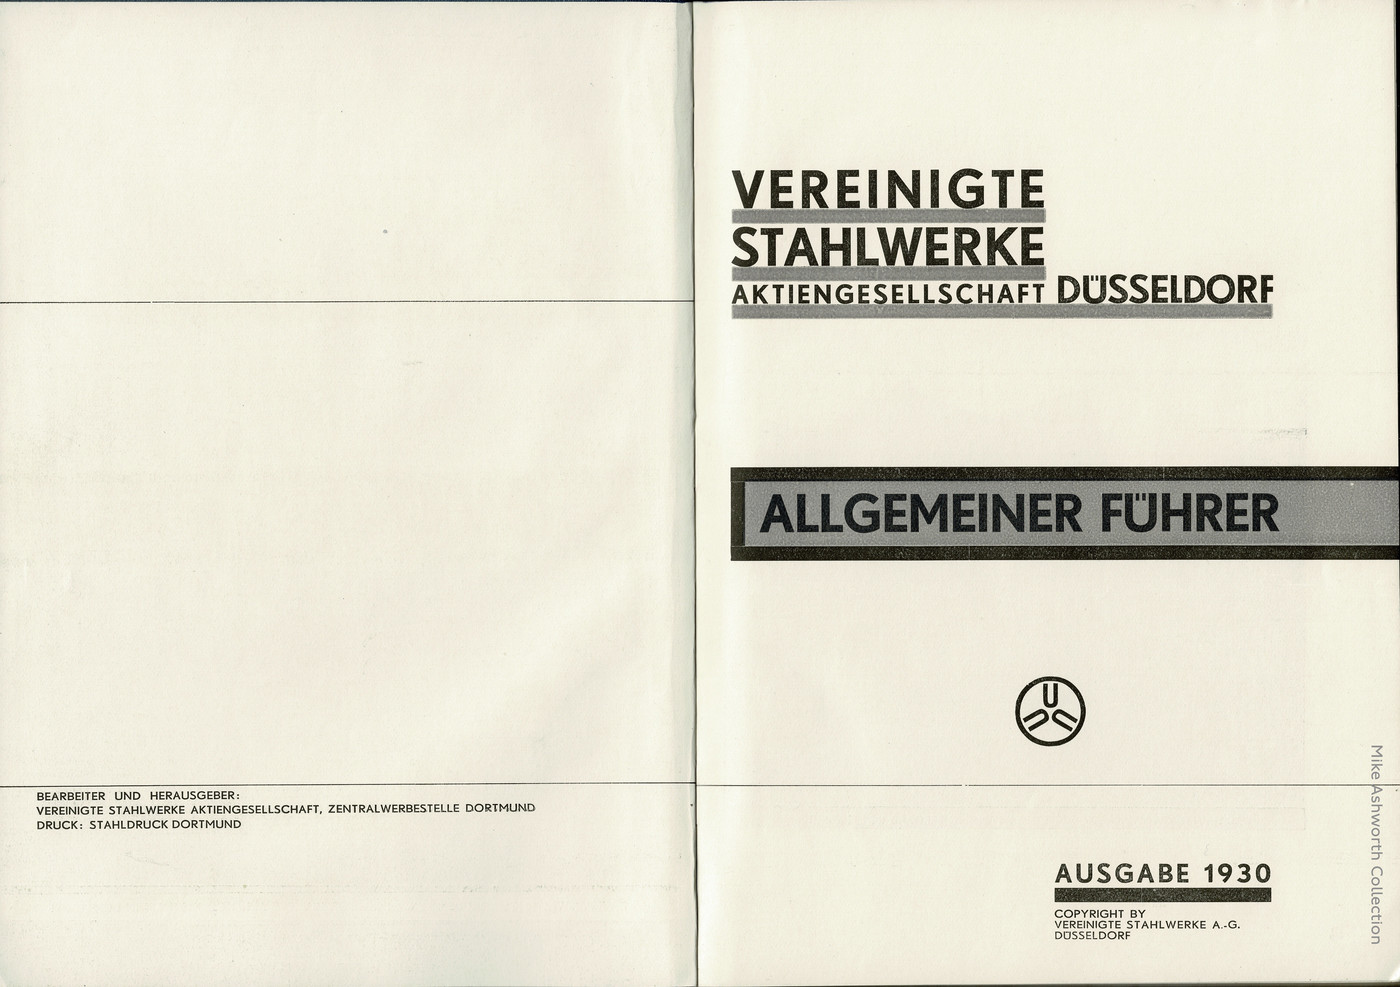 BEARBEITER UND HERAUSGEBER:
VEREINIGTE STAHLWERKE AKTIENGESELLSCHAFT, ZENTRALWERBESTELLE DORTMUND
DRUCK: STAHLDRUCK DORTMUND
VEREINIGTE
STAHLWERKE
AKTIENGESELLSCHAFT DÜSSELDORF
ALLGEMEINER FÜHRER
AUSGABE 1930
COPYRIGHT BY
VEREINIGTE STAHLWERKE A.-G.
DÜSSELDORF
Mike Ashworth Collection